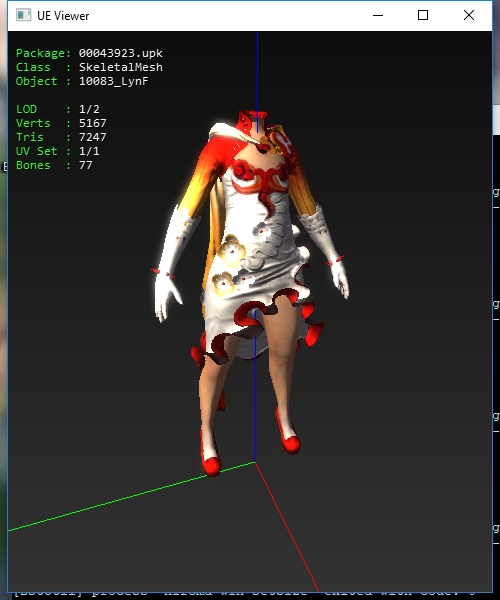 UE Viewer
Package: 00043923.upk
Class : SkeletalMesh
Object : 10083_LynF
LOD : 1/2
Verts : 5167
Tris : 7247
UV Set : 1/1
Bones : 77